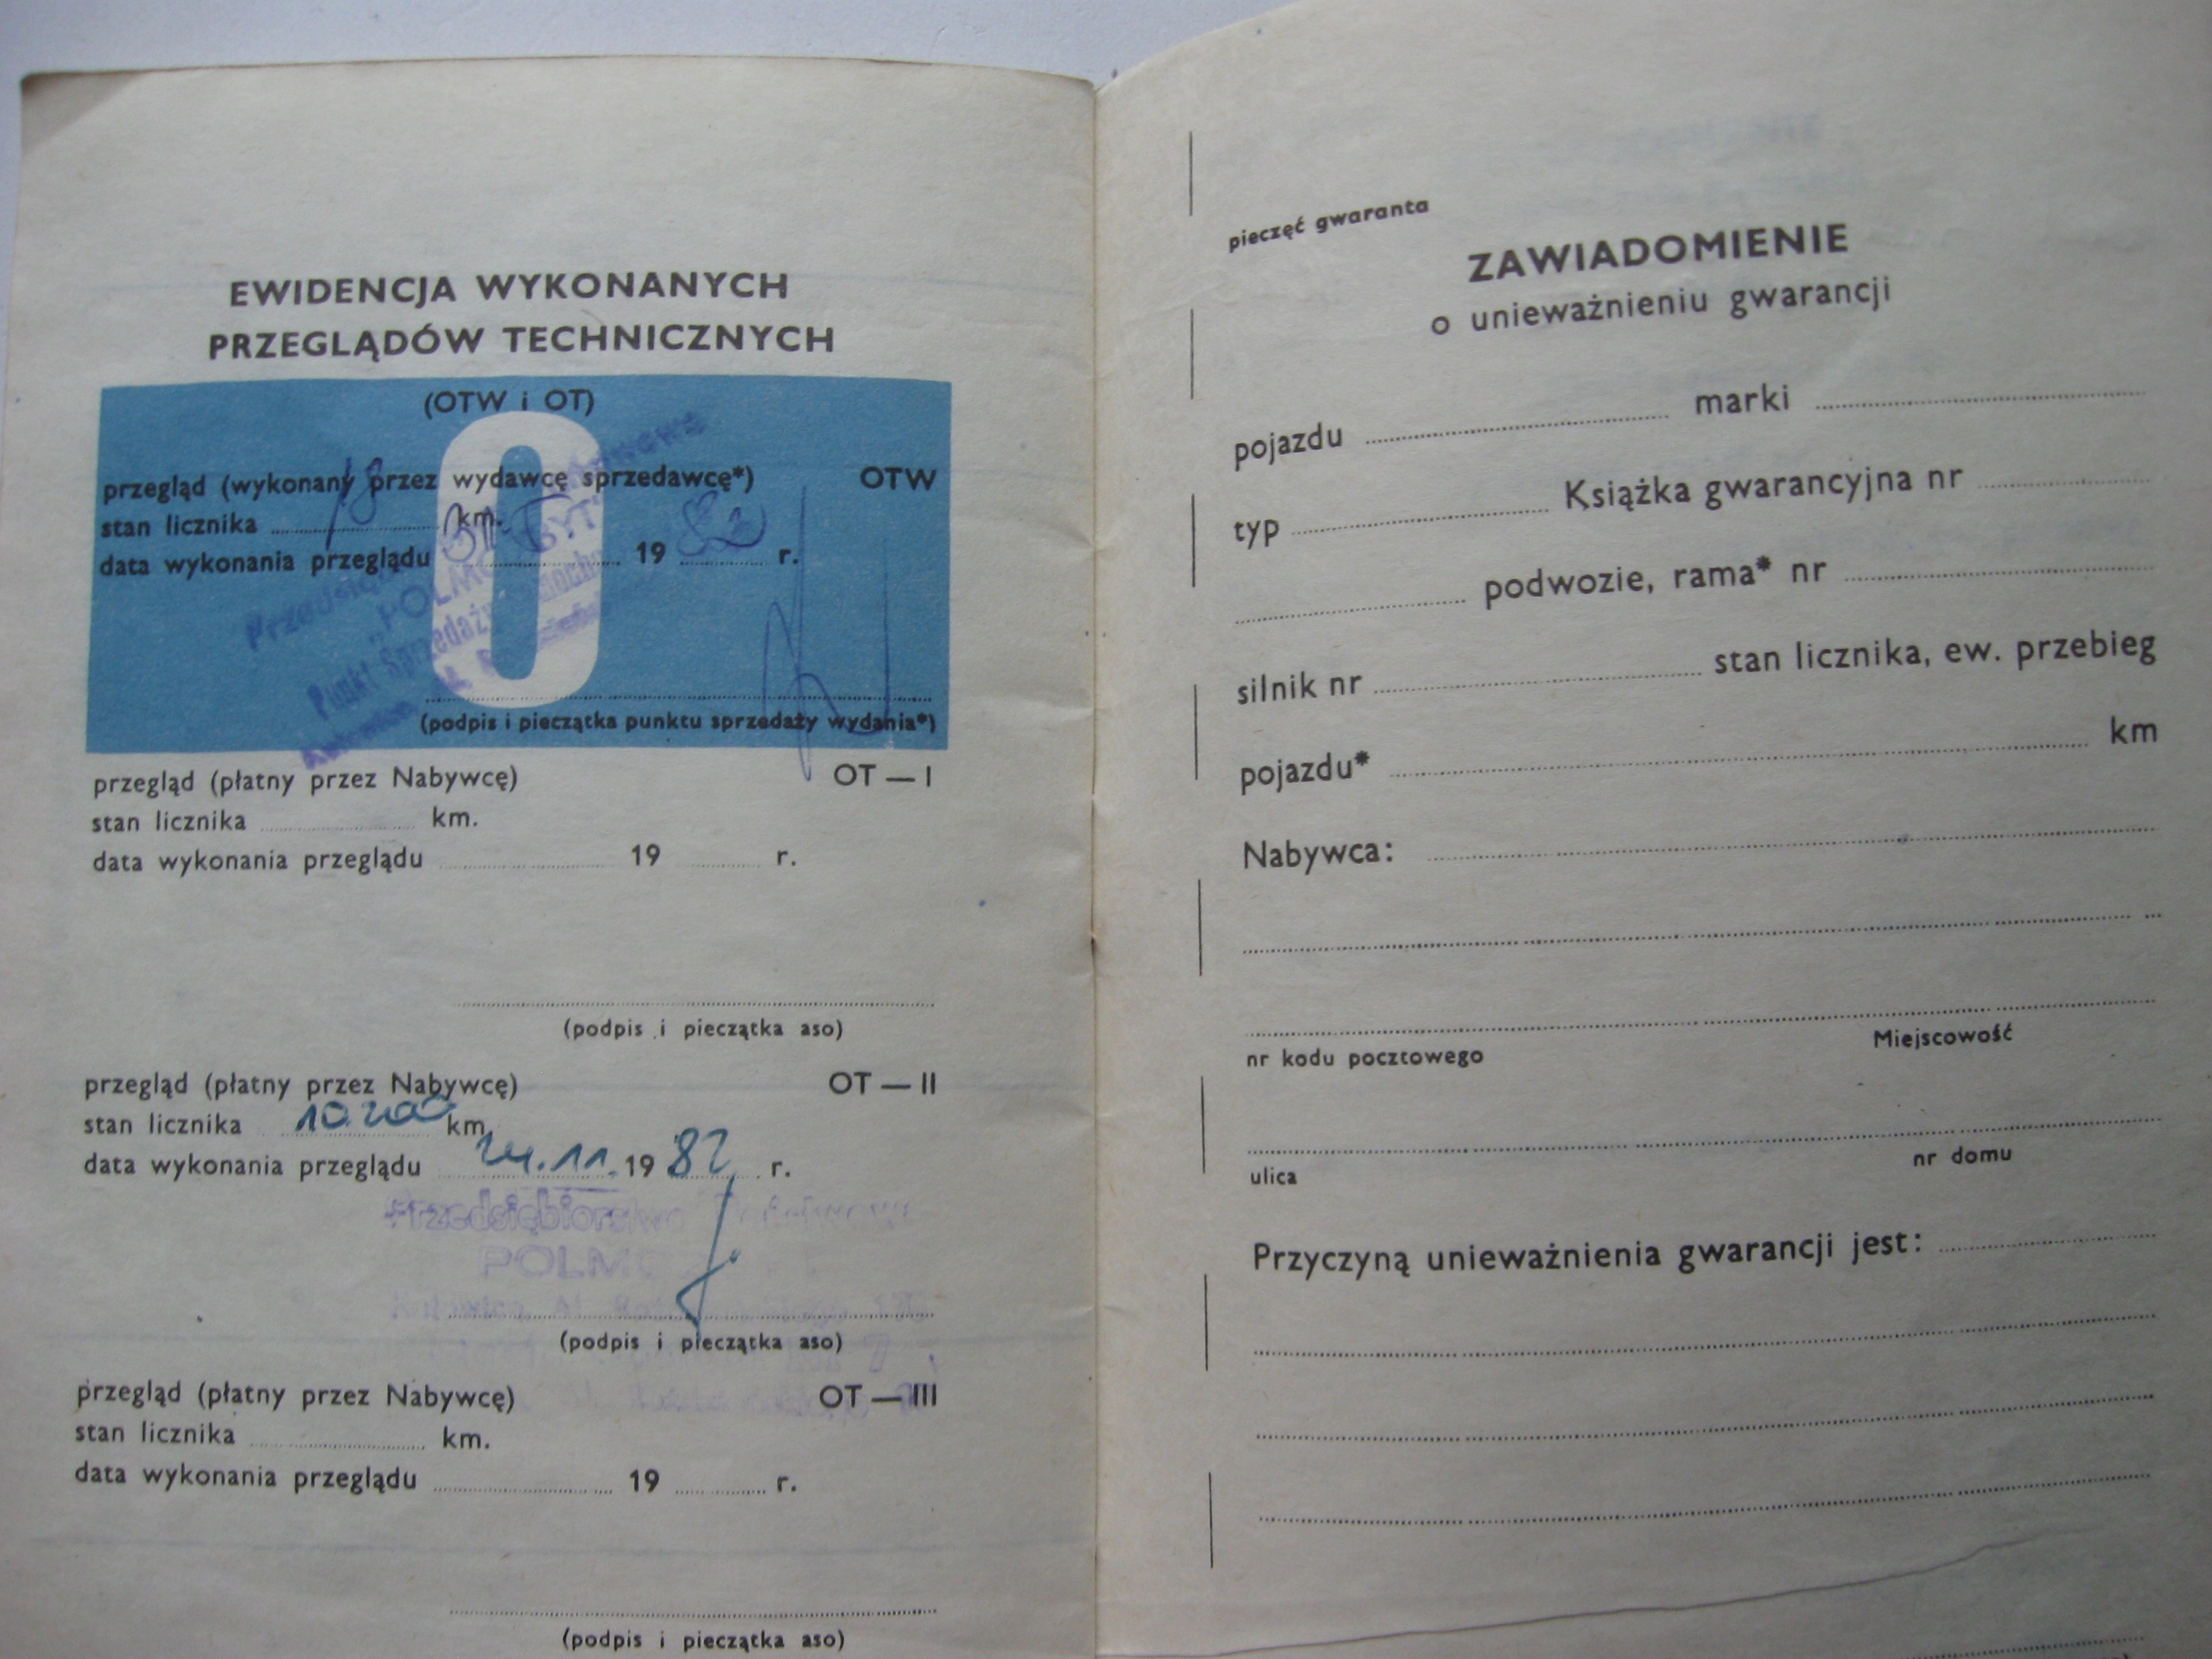 EWIDENCJA WYKONANYCH
PRZEGLĄDÓW TECHNICZNYCH
(OTW i OT)
przegląd (wykonany przez wydawcę sprzedawcę*) OTW
stan licznika 18 km.
data wykonania przeglądu 19 82 r.
(podpis i pieczątka punktu sprzedaży wydania*)
przegląd (płatny przez Nabywcę) OT — I
stan licznika km.
data wykonania przeglądu 19 r.
(podpis i pieczątka aso)
przegląd (płatny przez Nabywcę) OT — II
stan licznika 10200 km.
data wykonania przeglądu 24.11. 19 82 r.
Przedsiębiorstwo
POLMO
(podpis i pieczątka aso)
przegląd (płatny przez Nabywcę) OT — III
stan licznika km.
data wykonania przeglądu 19 r.
(podpis i pieczątka aso)
pieczęć gwaranta
ZAWIADOMIENIE
o unieważnieniu gwarancji
pojazdu marki
typ Książka gwarancyjna nr
podwozie, rama* nr
silnik nr stan licznika, ew. przebieg
pojazdu* km
Nabywca:
nr kodu pocztowego Miejscowość
ulica nr domu
Przyczyną unieważnienia gwarancji jest: